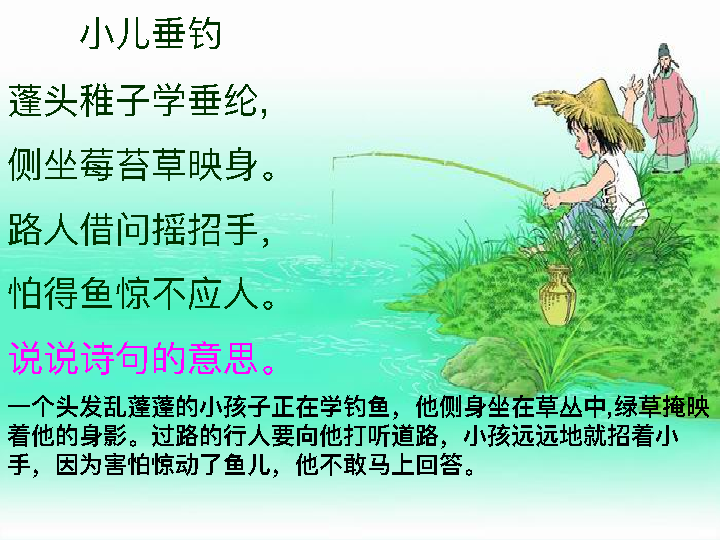 小儿垂钓
蓬头稚子学垂纶,
侧坐莓苔草映身。
路人借问摇招手,
怕得鱼惊不应人。
说说诗句的意思。
一个头发乱蓬蓬的小孩子正在学钓鱼，他侧身坐在草丛中,绿草掩映
着他的身影。过路的行人要向他打听道路，小孩远远地就招着小
手，因为害怕惊动了鱼儿，他不敢马上回答。